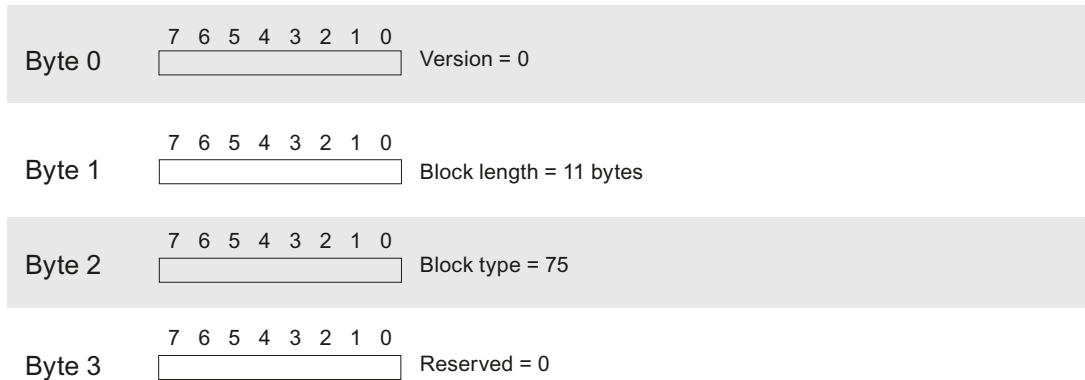 7 6 5 4 3 2 1 0
Byte 0 Version = 0
7 6 5 4 3 2 1 0
Byte 1 Block length = 11 bytes
7 6 5 4 3 2 1 0
Byte 2 Block type = 75
7 6 5 4 3 2 1 0
Byte 3 Reserved = 0